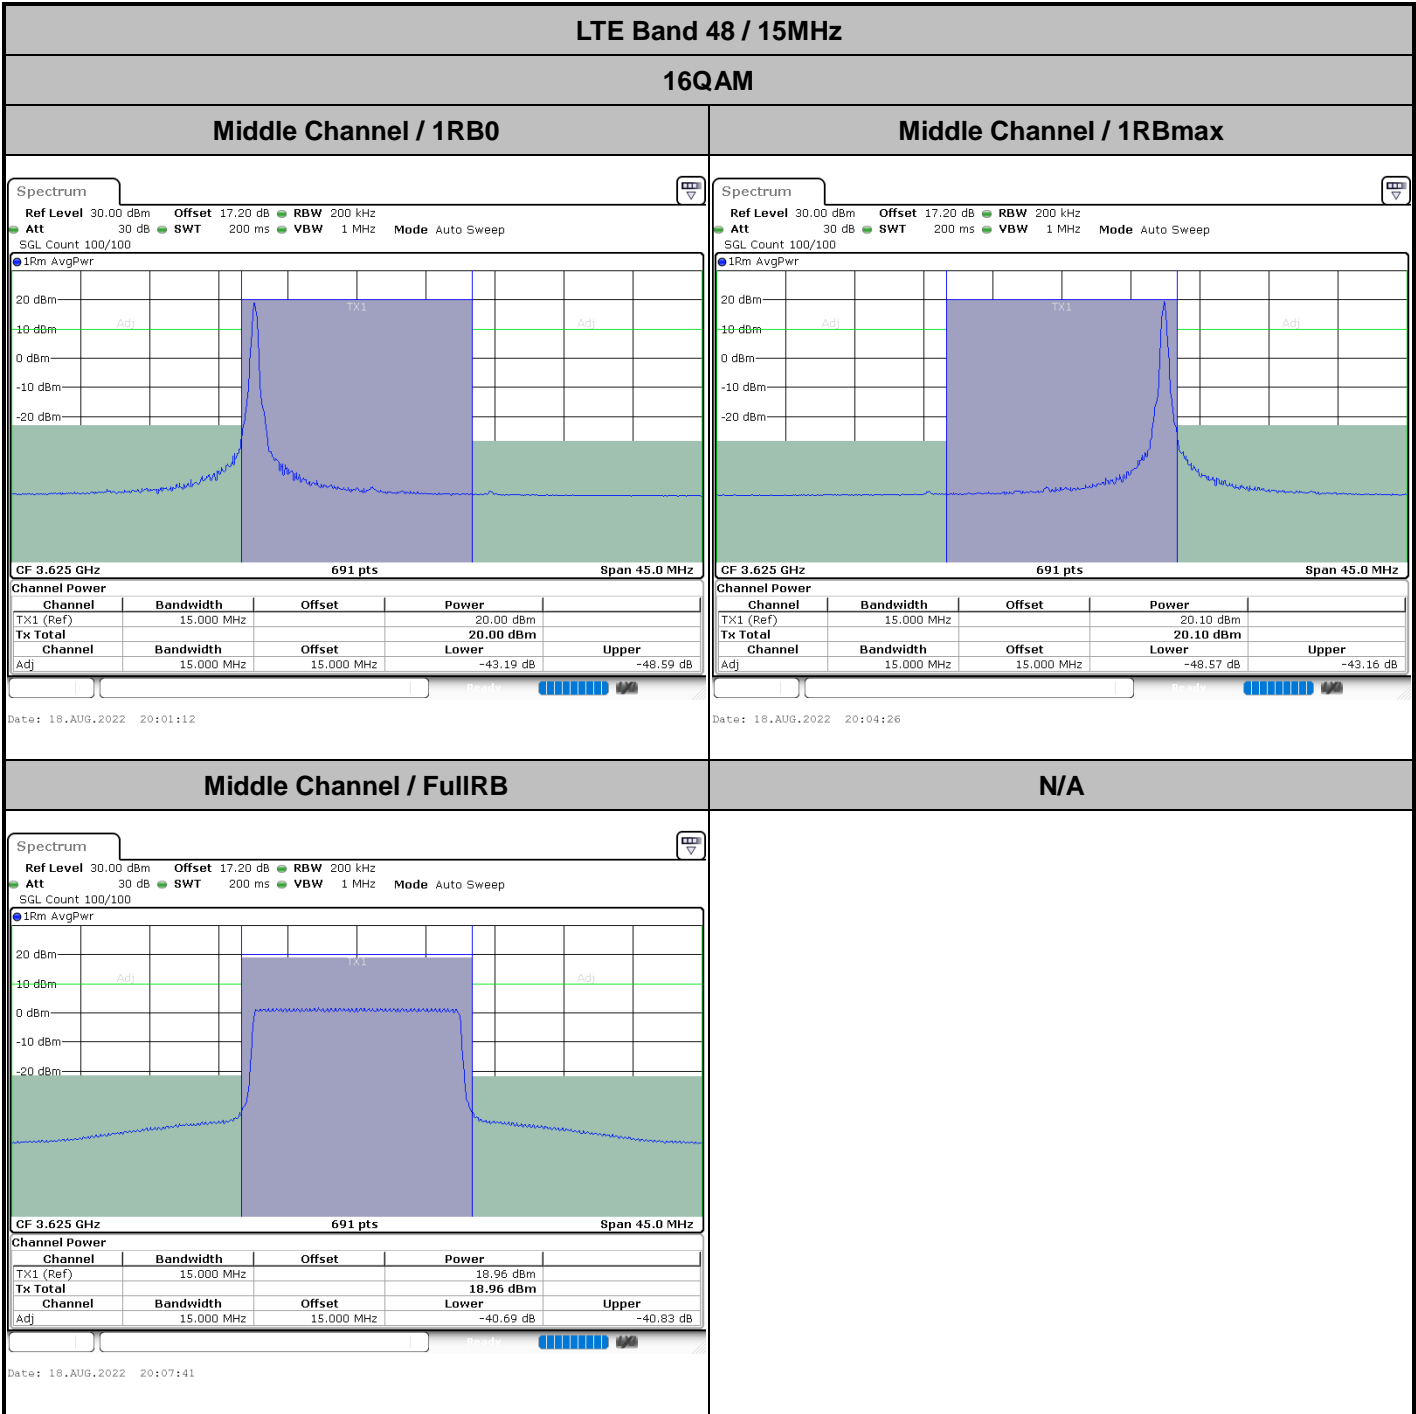 LTE Band 48 / 15MHz
16QAM
Middle Channel / 1RB0
Middle Channel / 1RBmax
Spectrum
Ref Level 30.00 dBm Offset 17.20 dB RBW 200 kHz
Att 30 dB SWT 200 ms VBW 1 MHz Mode Auto Sweep
SGL Count 100/100
1Rm AvgPwr
TX1
Adj
Adj
20 dBm
10 dBm
0 dBm
-10 dBm
-20 dBm
CF 3.625 GHz 691 pts Span 45.0 MHz
Channel Power
Channel Bandwidth Offset Power
TX1 (Ref) 15.000 MHz 20.00 dBm
Tx Total 20.00 dBm
Channel Bandwidth Offset Lower Upper
Adj 15.000 MHz 15.000 MHz -43.19 dB -48.59 dB
Ready
Date: 18.AUG.2022 20:01:12
Spectrum
Ref Level 30.00 dBm Offset 17.20 dB RBW 200 kHz
Att 30 dB SWT 200 ms VBW 1 MHz Mode Auto Sweep
SGL Count 100/100
1Rm AvgPwr
TX1
Adj
Adj
20 dBm
10 dBm
0 dBm
-10 dBm
-20 dBm
CF 3.625 GHz 691 pts Span 45.0 MHz
Channel Power
Channel Bandwidth Offset Power
TX1 (Ref) 15.000 MHz 20.10 dBm
Tx Total 20.10 dBm
Channel Bandwidth Offset Lower Upper
Adj 15.000 MHz 15.000 MHz -48.57 dB -43.16 dB
Ready
Date: 18.AUG.2022 20:04:26
Middle Channel / FullRB
N/A
Spectrum
Ref Level 30.00 dBm Offset 17.20 dB RBW 200 kHz
Att 30 dB SWT 200 ms VBW 1 MHz Mode Auto Sweep
SGL Count 100/100
1Rm AvgPwr
TX1
Adj
Adj
20 dBm
10 dBm
0 dBm
-10 dBm
-20 dBm
CF 3.625 GHz 691 pts Span 45.0 MHz
Channel Power
Channel Bandwidth Offset Power
TX1 (Ref) 15.000 MHz 18.96 dBm
Tx Total 18.96 dBm
Channel Bandwidth Offset Lower Upper
Adj 15.000 MHz 15.000 MHz -40.69 dB -40.83 dB
Ready
Date: 18.AUG.2022 20:07:41